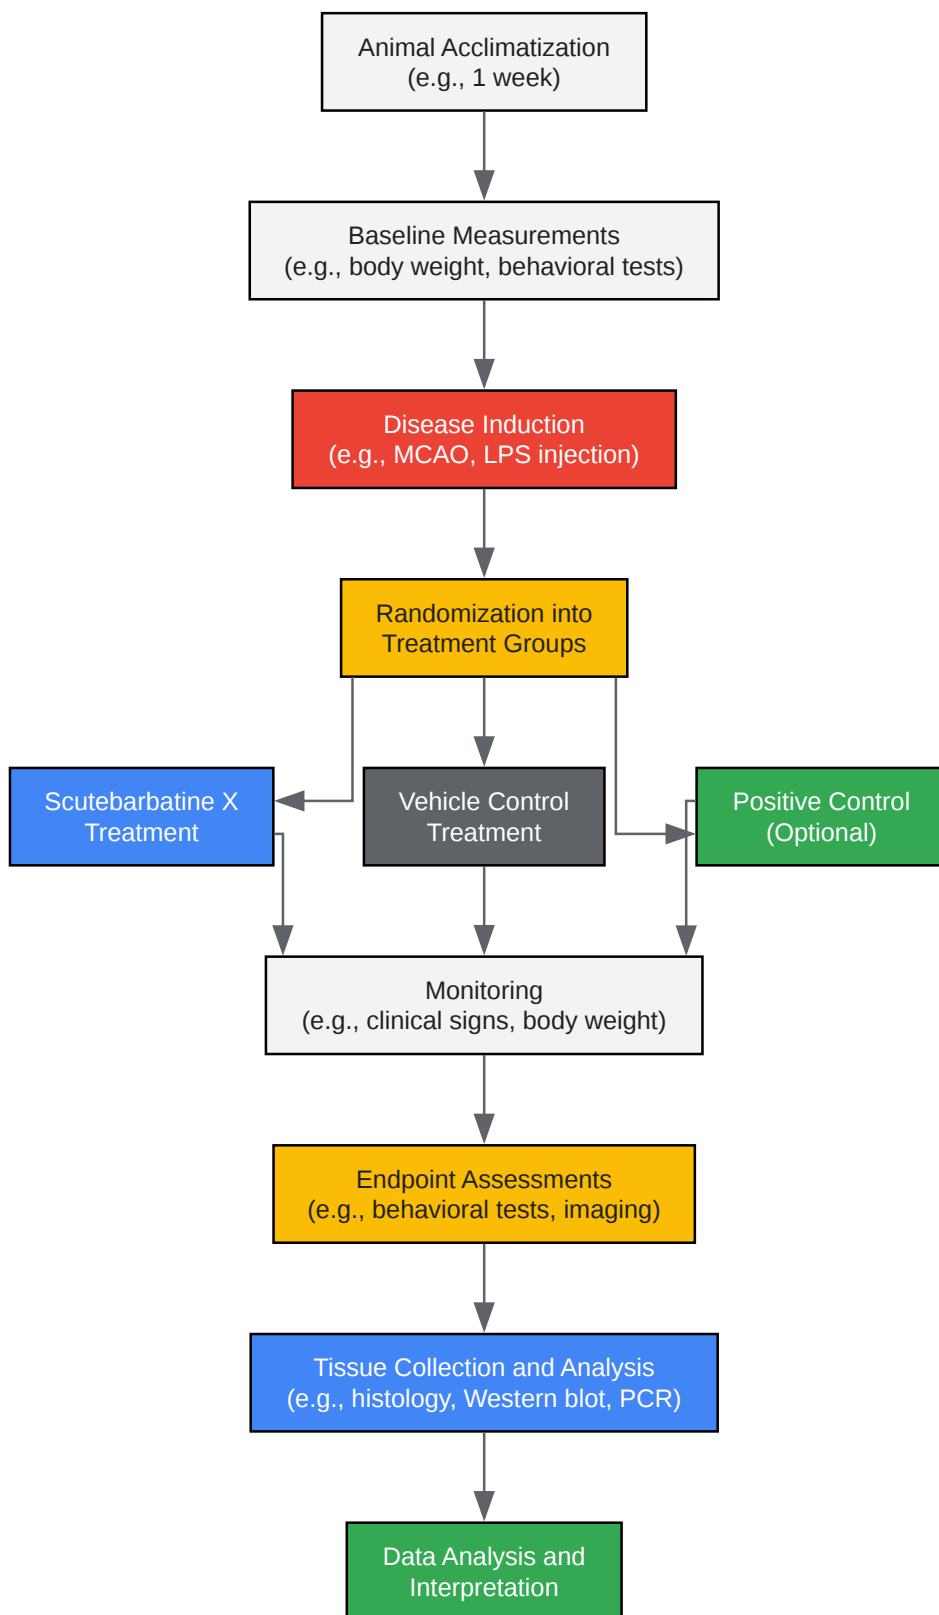 Animal Acclimatization
(e.g., 1 week)
Baseline Measurements
(e.g., body weight, behavioral tests)
Disease Induction
(e.g., MCAO, LPS injection)
Randomization into
Treatment Groups
Scutebarbatine X
Treatment
Vehicle Control
Treatment
Positive Control
(Optional)
Monitoring
(e.g., clinical signs, body weight)
Endpoint Assessments
(e.g., behavioral tests, imaging)
Tissue Collection and Analysis
(e.g., histology, Western blot, PCR)
Data Analysis and
Interpretation